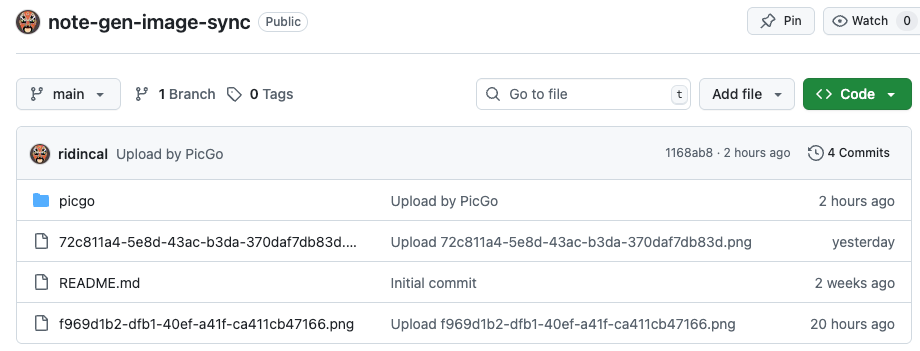 note-gen-image-sync Public Pin Watch 0
main 1 Branch 0 Tags Go to file t Add file Code
ridincal Upload by PicGo 1168ab8 · 2 hours ago 4 Commits
picgo Upload by PicGo 2 hours ago
72c811a4-5e8d-43ac-b3da-370daf7db83d.... Upload 72c811a4-5e8d-43ac-b3da-370daf7db83d.png yesterday
README.md Initial commit 2 weeks ago
f969d1b2-dfb1-40ef-a41f-ca411cb47166.png Upload f969d1b2-dfb1-40ef-a41f-ca411cb47166.png 20 hours ago